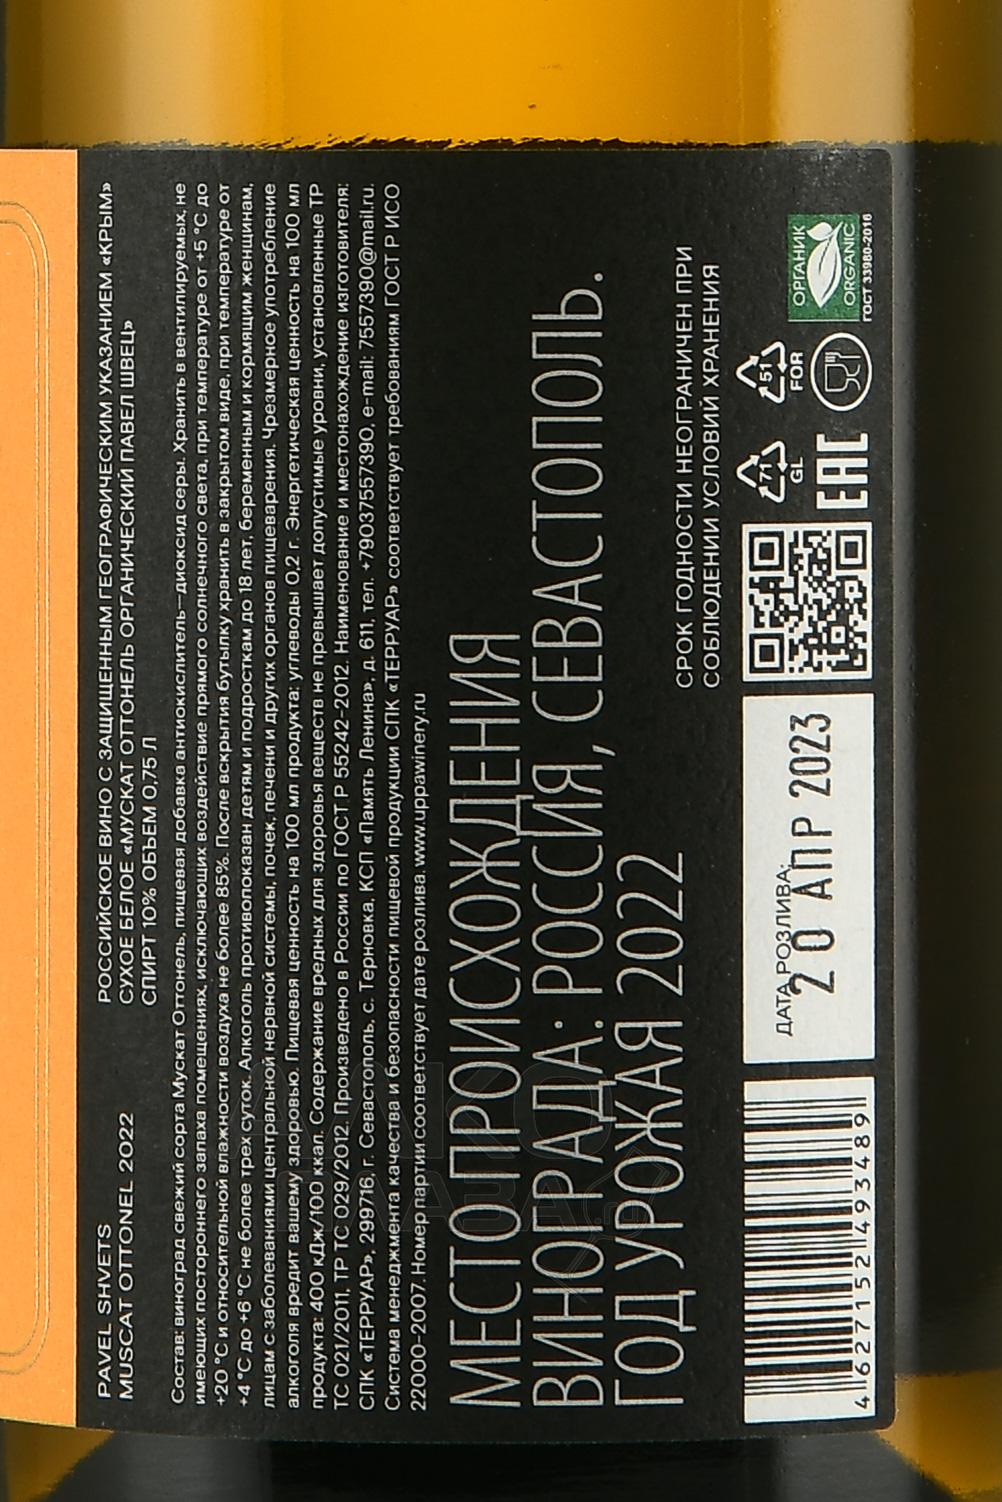 PAVEL SHVETS
MUSCAT OTTONEL 2022
РОССИЙСКОЕ ВИНО С ЗАЩИЩЕННЫМ ГЕОГРАФИЧЕСКИМ УКАЗАНИЕМ «КРЫМ»
СУХОЕ БЕЛОЕ «МУСКАТ ОТТОНЕЛЬ ОРГАНИЧЕСКИЙ ПАВЕЛ ШВЕЦ»
СПИРТ 10% ОБЪЕМ 0,75 Л
Состав: виноград свежий сорта Мускат Оттонель, пищевая добавка антиокислитель—диоксид серы. Хранить в вентилируемых, не
имеющих постороннего запаха помещениях, исключающих воздействие прямого солнечного света, при температуре от +5 °С до
+20 °С и относительной влажности воздуха не более 85%. После вскрытия бутылку хранить в закрытом виде, при температуре от
+4 °С до +6 °С не более трех суток. Алкоголь противопоказан детям и подросткам до 18 лет, беременным и кормящим женщинам,
лицам с заболеваниями центральной нервной системы, почек, печени и других органов пищеварения. Чрезмерное употребление
алкоголя вредит вашему здоровью. Пищевая ценность на 100 мл продукта: углеводы 0,2 г. Энергетическая ценность на 100 мл
продукта: 400 кДж/100 ккал. Содержание вредных для здоровья веществ не превышает допустимые уровни, установленные ТР
ТС 021/2011, ТР ТС 029/2012. Произведено в России по ГОСТ Р 55242-2012. Наименование и местонахождение изготовителя:
СПК «ТЕРРУАР», 299716, г. Севастополь, с. Терновка, КСП «Память Ленина», д. 611, тел. +79037557390, e-mail: 7557390@mail.ru.
Система менеджмента качества и безопасности пищевой продукции СПК «ТЕРРУАР» соответствует требованиям ГОСТ Р ИСО
22000-2007. Номер партии соответствует дате розлива. www.uppawinery.ru
МЕСТО ПРОИСХОЖДЕНИЯ
ВИНОГРАДА: РОССИЯ, СЕВАСТОПОЛЬ.
ГОД УРОЖАЯ 2022
СРОК ГОДНОСТИ НЕОГРАНИЧЕН ПРИ
СОБЛЮДЕНИИ УСЛОВИЙ ХРАНЕНИЯ
4627152493489
ДАТА РОЗЛИВА:
20 АПР 2023
71
GL
51
FOR
EAC
ОРГАНИК
ORGANIC
ГОСТ 33980-2016
АЛКО
ПЛАЗА